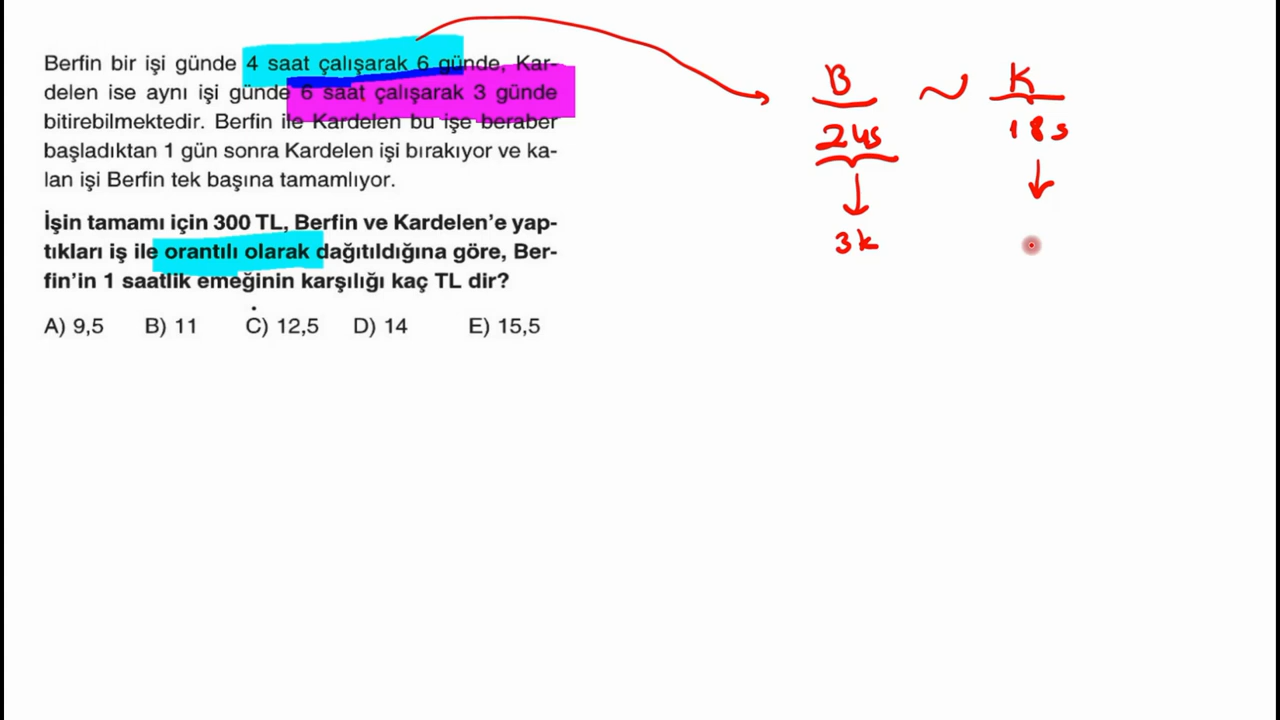 Berfin bir işi günde 4 saat çalışarak 6 günde, Kar-
delen ise aynı işi günde 6 saat çalışarak 3 günde
bitirebilmektedir. Berfin ile Kardelen bu işe beraber
başladıktan 1 gün sonra Kardelen işi bırakıyor ve ka-
lan işi Berfin tek başına tamamlıyor.
İşin tamamı için 300 TL, Berfin ve Kardelen'e yap-
tıkları iş ile orantılı olarak dağıtıldığına göre, Ber-
fin'in 1 saatlik emeğinin karşılığı kaç TL dir?
A) 9,5 B) 11 C) 12,5 D) 14 E) 15,5
B ~ K
24s 18s
3k